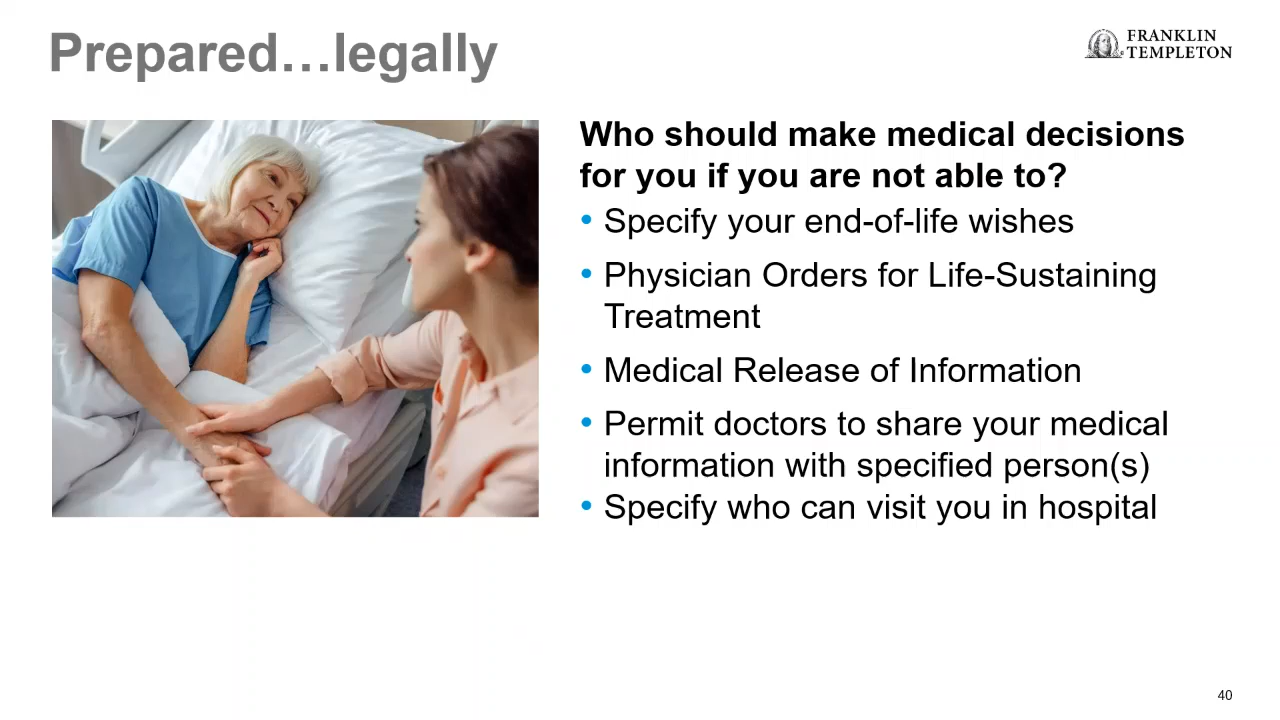 Prepared…legally
FRANKLIN
TEMPLETON
Who should make medical decisions
for you if you are not able to?
• Specify your end-of-life wishes
• Physician Orders for Life-Sustaining
Treatment
• Medical Release of Information
• Permit doctors to share your medical
information with specified person(s)
• Specify who can visit you in hospital
40